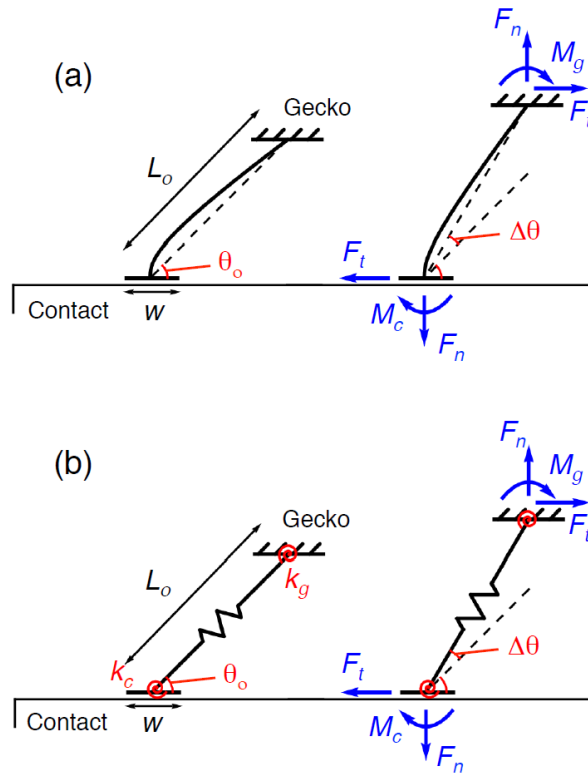 (a)
Gecko
L_o
θ_o
Contact
w
F_n
M_g
F_t
Δθ
F_t
M_c
F_n
(b)
Gecko
L_o
k_g
k_c
θ_o
Contact
w
F_n
M_g
F_t
Δθ
F_t
M_c
F_n